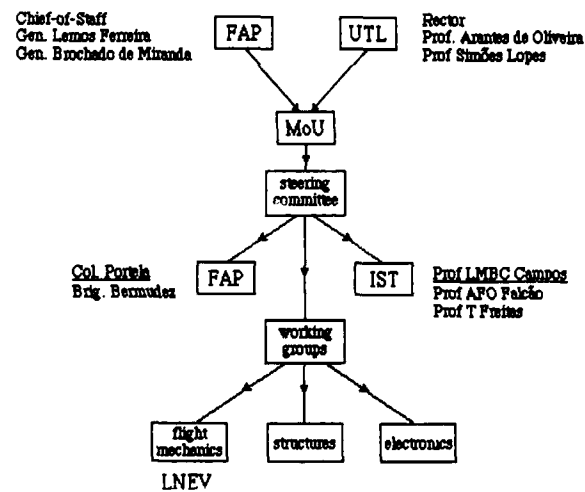 Chief-of-Staff
Gen. Lemos Ferreira
Gen. Brochado de Miranda
FAP
UTL
Rector
Prof. Arantes de Oliveira
Prof Simões Lopes
MoU
steering
committee
Col. Portela
Brig. Bermudez
FAP
IST
Prof LMBC Campos
Prof AFO Falcão
Prof T Freitas
working
groups
flight
mechanics
structures
electronics
LNEV